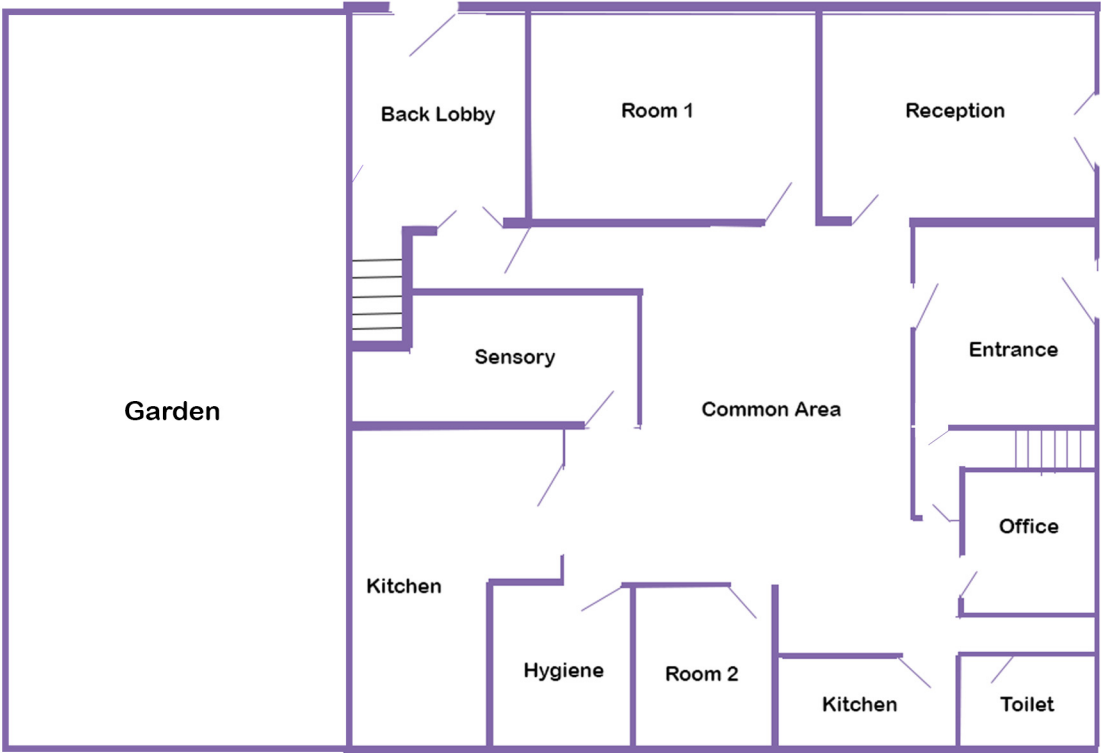 Back Lobby
Room 1
Reception
Sensory
Entrance
Garden
Common Area
Office
Kitchen
Hygiene
Room 2
Kitchen
Toilet